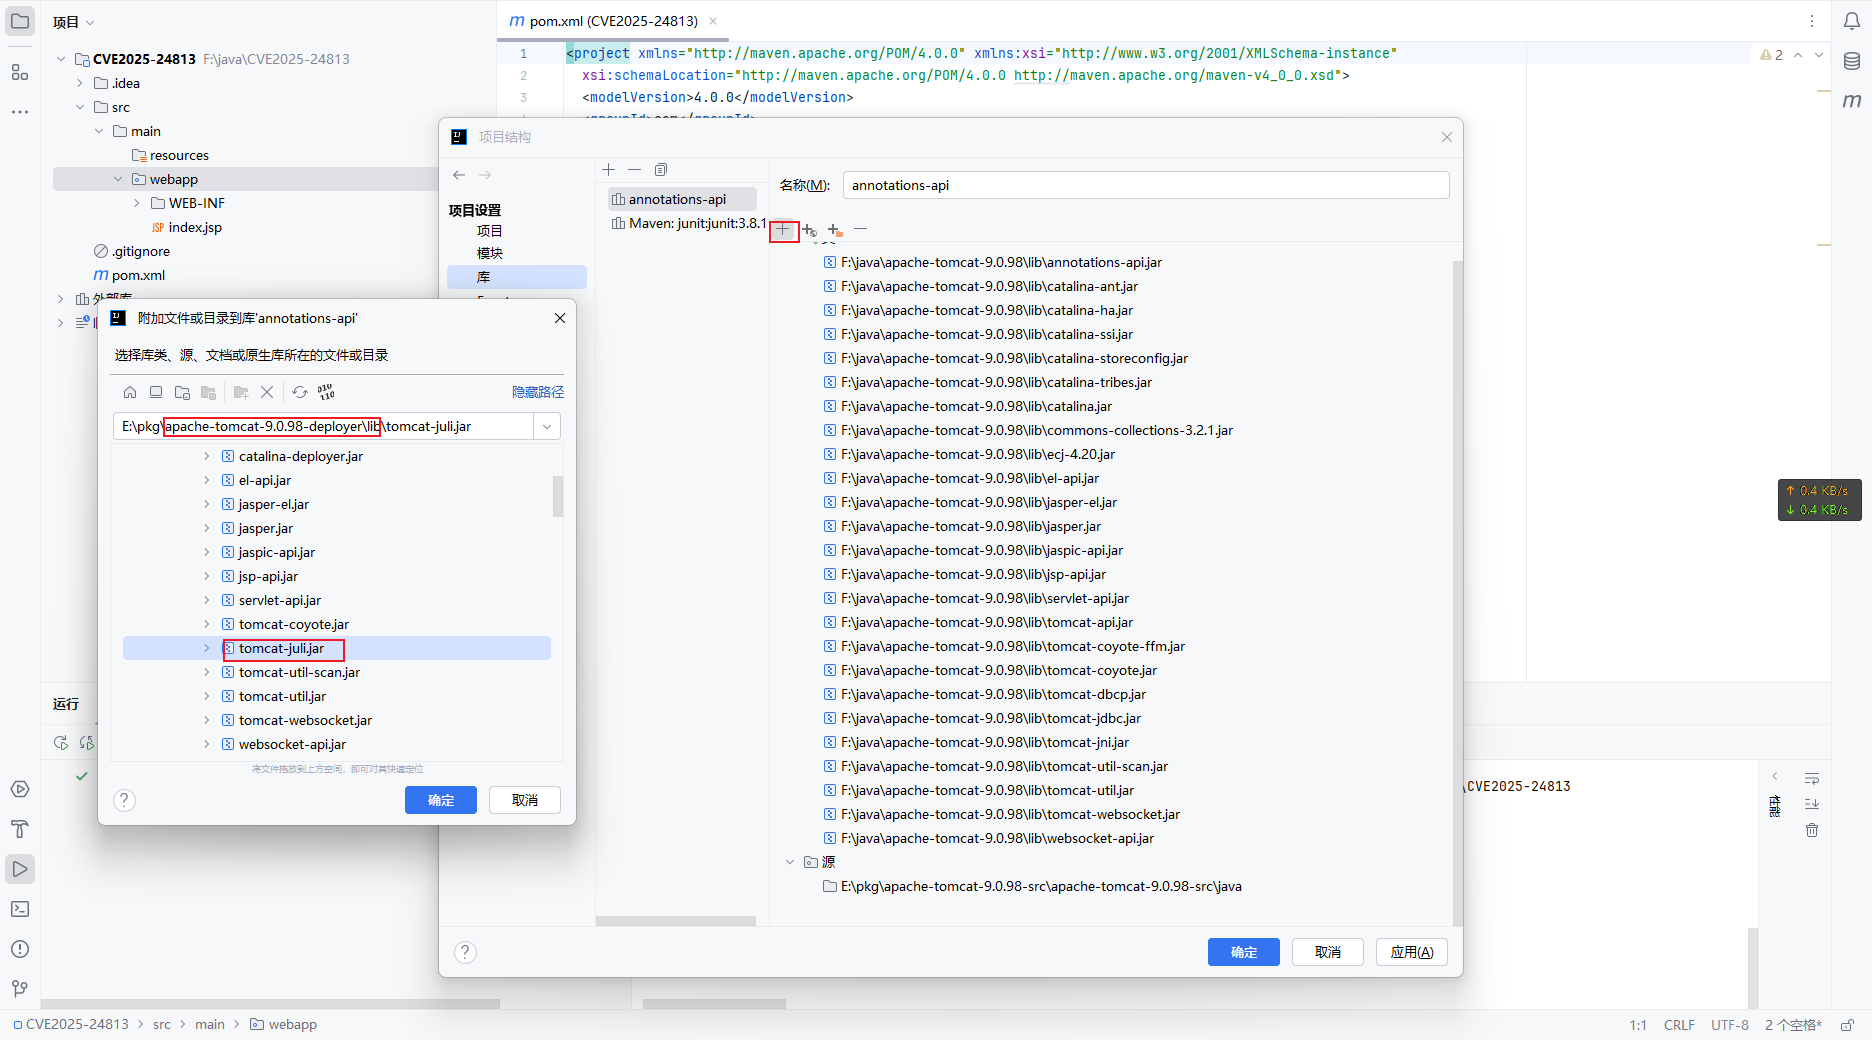 项目
CVE2025-24813 F:\java\CVE2025-24813
.idea
src
main
resources
webapp
WEB-INF
JSP index.jsp
.gitignore
m pom.xml
外部库
m pom.xml (CVE2025-24813)
1 <project xmlns="http://maven.apache.org/POM/4.0.0" xmlns:xsi="http://www.w3.org/2001/XMLSchema-instance"
2 xsi:schemaLocation="http://maven.apache.org/POM/4.0.0 http://maven.apache.org/maven-v4_0_0.xsd">
3 <modelVersion>4.0.0</modelVersion>
2
项目结构
项目设置
项目
模块
库
annotations-api
Maven: junit:junit:3.8.1
名称(M): annotations-api
F:\java\apache-tomcat-9.0.98\lib\annotations-api.jar
F:\java\apache-tomcat-9.0.98\lib\catalina-ant.jar
F:\java\apache-tomcat-9.0.98\lib\catalina-ha.jar
F:\java\apache-tomcat-9.0.98\lib\catalina-ssi.jar
F:\java\apache-tomcat-9.0.98\lib\catalina-storeconfig.jar
F:\java\apache-tomcat-9.0.98\lib\catalina-tribes.jar
F:\java\apache-tomcat-9.0.98\lib\catalina.jar
F:\java\apache-tomcat-9.0.98\lib\commons-collections-3.2.1.jar
F:\java\apache-tomcat-9.0.98\lib\ecj-4.20.jar
F:\java\apache-tomcat-9.0.98\lib\el-api.jar
F:\java\apache-tomcat-9.0.98\lib\jasper-el.jar
F:\java\apache-tomcat-9.0.98\lib\jasper.jar
F:\java\apache-tomcat-9.0.98\lib\jaspic-api.jar
F:\java\apache-tomcat-9.0.98\lib\jsp-api.jar
F:\java\apache-tomcat-9.0.98\lib\servlet-api.jar
F:\java\apache-tomcat-9.0.98\lib\tomcat-api.jar
F:\java\apache-tomcat-9.0.98\lib\tomcat-coyote-ffm.jar
F:\java\apache-tomcat-9.0.98\lib\tomcat-coyote.jar
F:\java\apache-tomcat-9.0.98\lib\tomcat-dbcp.jar
F:\java\apache-tomcat-9.0.98\lib\tomcat-jdbc.jar
F:\java\apache-tomcat-9.0.98\lib\tomcat-jni.jar
F:\java\apache-tomcat-9.0.98\lib\tomcat-util-scan.jar
F:\java\apache-tomcat-9.0.98\lib\tomcat-util.jar
F:\java\apache-tomcat-9.0.98\lib\tomcat-websocket.jar
F:\java\apache-tomcat-9.0.98\lib\websocket-api.jar
源
E:\pkg\apache-tomcat-9.0.98-src\apache-tomcat-9.0.98-src\java
确定 取消 应用(A)
附加文件或目录到库'annotations-api'
选择库类、源、文档或原生库所在的文件或目录
隐藏路径
E:\pkg\apache-tomcat-9.0.98-deployer\lib\tomcat-juli.jar
catalina-deployer.jar
el-api.jar
jasper-el.jar
jasper.jar
jaspic-api.jar
jsp-api.jar
servlet-api.jar
tomcat-coyote.jar
tomcat-juli.jar
tomcat-util-scan.jar
tomcat-util.jar
tomcat-websocket.jar
websocket-api.jar
将文件拖放到上方空间，即可对其快速定位
确定 取消
↑ 0.4 KB/s
↓ 0.4 KB/s
运行
\CVE2025-24813
性能
CVE2025-24813 > src > main > webapp
1:1 CRLF UTF-8 2 个空格*